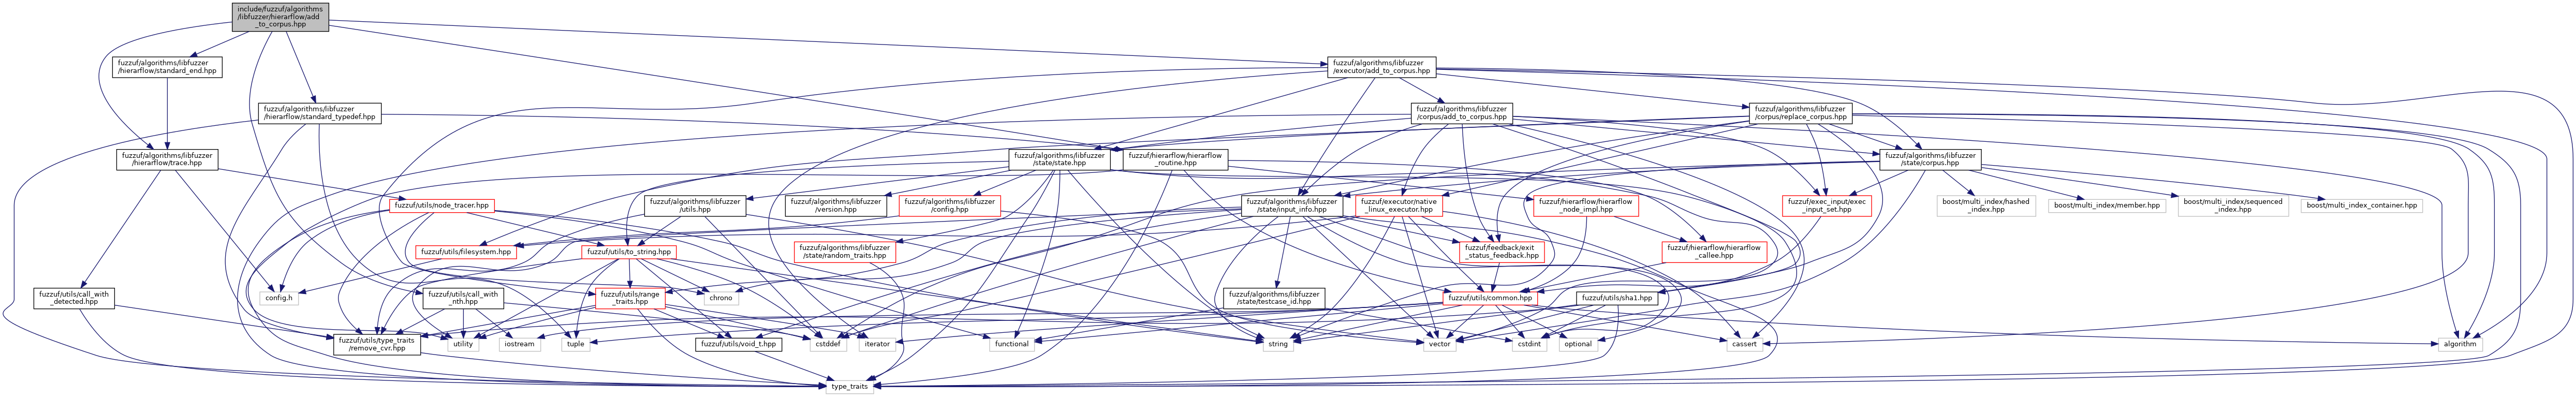 include/fuzzuf/algorithms
/libfuzzer/hierarflow/add
_to_corpus.hpp
fuzzuf/algorithms/libfuzzer
/hierarflow/standard_end.hpp
fuzzuf/algorithms/libfuzzer
/executor/add_to_corpus.hpp
fuzzuf/algorithms/libfuzzer
/hierarflow/standard_typedef.hpp
fuzzuf/algorithms/libfuzzer
/corpus/add_to_corpus.hpp
fuzzuf/algorithms/libfuzzer
/corpus/replace_corpus.hpp
fuzzuf/algorithms/libfuzzer
/hierarflow/trace.hpp
fuzzuf/algorithms/libfuzzer
/state/state.hpp
fuzzuf/hierarflow/hierarflow
_routine.hpp
fuzzuf/algorithms/libfuzzer
/state/corpus.hpp
fuzzuf/utils/node_tracer.hpp
fuzzuf/algorithms/libfuzzer
/utils.hpp
fuzzuf/algorithms/libfuzzer
/version.hpp
fuzzuf/algorithms/libfuzzer
/config.hpp
fuzzuf/algorithms/libfuzzer
/state/input_info.hpp
fuzzuf/executor/native
_linux_executor.hpp
fuzzuf/hierarflow/hierarflow
_node_impl.hpp
fuzzuf/exec_input/exec
_input_set.hpp
boost/multi_index/hashed
_index.hpp
boost/multi_index/member.hpp
boost/multi_index/sequenced
_index.hpp
boost/multi_index_container.hpp
fuzzuf/utils/filesystem.hpp
fuzzuf/utils/to_string.hpp
fuzzuf/algorithms/libfuzzer
/state/random_traits.hpp
fuzzuf/feedback/exit
_status_feedback.hpp
fuzzuf/hierarflow/hierarflow
_callee.hpp
fuzzuf/utils/call_with
_detected.hpp
config.h
fuzzuf/utils/call_with
_nth.hpp
fuzzuf/utils/range
_traits.hpp
chrono
fuzzuf/algorithms/libfuzzer
/state/testcase_id.hpp
fuzzuf/utils/common.hpp
fuzzuf/utils/sha1.hpp
fuzzuf/utils/type_traits
/remove_cvr.hpp
utility
iostream
tuple
fuzzuf/utils/void_t.hpp
cstddef
iterator
functional
string
vector
cstdint
optional
cassert
algorithm
type_traits